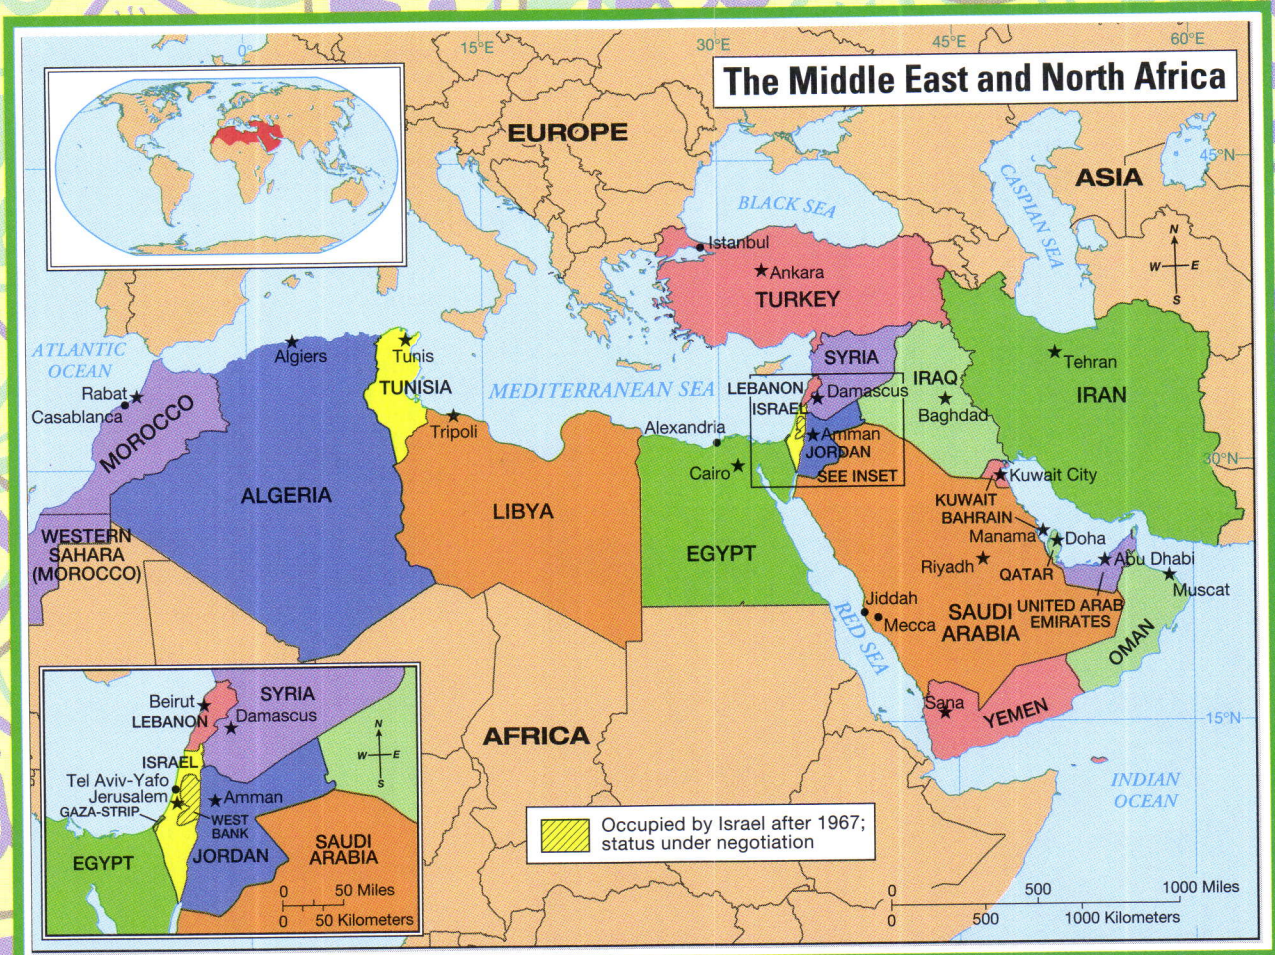 0°
15°E
30°E
45°E
60°E
The Middle East and North Africa
EUROPE
ASIA
45°N
BLACK SEA
CASPIAN SEA
N
W
E
S
Istanbul
Ankara
TURKEY
ATLANTIC
OCEAN
Algiers
Tunis
TUNISIA
MEDITERRANEAN SEA
SYRIA
LEBANON
Damascus
ISRAEL
IRAQ
Baghdad
Tehran
IRAN
Rabat
Casablanca
MOROCCO
Tripoli
Alexandria
Cairo
Amman
JORDAN
SEE INSET
30°N
Kuwait City
KUWAIT
BAHRAIN
Manama
Doha
QATAR
Abu Dhabi
Muscat
ALGERIA
LIBYA
EGYPT
WESTERN
SAHARA
(MOROCCO)
Riyadh
Jiddah
Mecca
SAUDI
ARABIA
UNITED ARAB
EMIRATES
OMAN
RED SEA
Sana
YEMEN
15°N
AFRICA
INDIAN
OCEAN
Beirut
LEBANON
SYRIA
Damascus
N
W
E
S
ISRAEL
Tel Aviv-Yafo
Jerusalem
GAZA-STRIP
Amman
WEST
BANK
EGYPT
JORDAN
SAUDI
ARABIA
0 50 Miles
0 50 Kilometers
Occupied by Israel after 1967;
status under negotiation
0 500 1000 Miles
0 500 1000 Kilometers